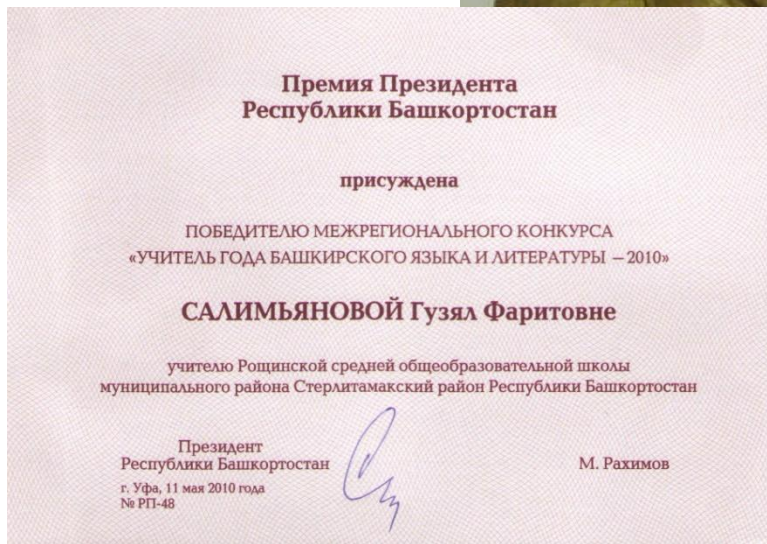 Премия Президента
Республики Башкортостан
присуждена
ПОБЕДИТЕЛЮ МЕЖРЕГИОНАЛЬНОГО КОНКУРСА
«УЧИТЕЛЬ ГОДА БАШКИРСКОГО ЯЗЫКА И ЛИТЕРАТУРЫ – 2010»
САЛИМЬЯНОВОЙ Гузял Фаритовне
учителю Рощинской средней общеобразовательной школы
муниципального района Стерлитамакский район Республики Башкортостан
Президент
Республики Башкортостан
М. Рахимов
г. Уфа, 11 мая 2010 года
№ РП-48